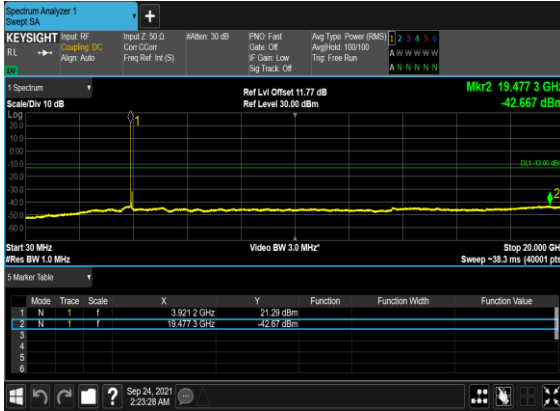 Spectrum Analyzer 1
Swept SA
+
KEYSIGHT Input: RF Input Z: 50 Ω #Atten: 30 dB PNO: Fast Avg Type: Power (RMS) 1 2 3 4 5 6
RL Coupling: DC Corr CCorr Gate: Off Avg|Hold: 100/100 A W W W W W
Align: Auto Freq Ref: Int (S) IF Gain: Low Trig: Free Run
Sig Track: Off A N N N N N
1 Spectrum Ref Lvl Offset 11.77 dB Mkr2 19.477 3 GHz
Scale/Div 10 dB Ref Level 30.00 dBm -42.667 dBm
Log
20.0
10.0
0.00
-10.0
-20.0
-30.0
-40.0
-50.0
-60.0
1
DL1 -13.00 dBm
2
Start 30 MHz Video BW 3.0 MHz* Stop 20.000 GHz
#Res BW 1.0 MHz Sweep ~38.3 ms (40001 pts)
5 Marker Table
Mode Trace Scale X Y Function Function Width Function Value
1 N 1 f 3.921 2 GHz 21.29 dBm
2 N 1 f 19.477 3 GHz -42.67 dBm
3
4
5
6
? Sep 24, 2021
2:23:28 AM